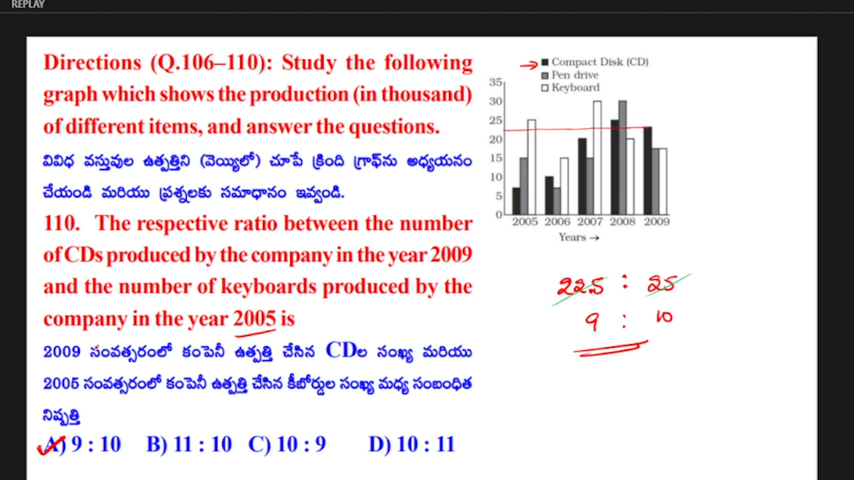 REPLAY
Directions (Q.106–110): Study the following
graph which shows the production (in thousand)
of different items, and answer the questions.
వివిధ వస్తువుల ఉత్పత్తిని (వెయ్యిలో) చూపే క్రింది గ్రాఫ్‌ను అధ్యయనం
చేయండి మరియు ప్రశ్నలకు సమాధానం ఇవ్వండి.
110. The respective ratio between the number
of CDs produced by the company in the year 2009
and the number of keyboards produced by the
company in the year 2005 is
2009 సంవత్సరంలో కంపెనీ ఉత్పత్తి చేసిన CDల సంఖ్య మరియు
2005 సంవత్సరంలో కంపెనీ ఉత్పత్తి చేసిన కీబోర్డుల సంఖ్య మధ్య సంబంధిత
నిష్పత్తి
A) 9 : 10 B) 11 : 10 C) 10 : 9 D) 10 : 11
Compact Disk (CD)
Pen drive
Keyboard
35
30
25
20
15
10
5
0
2005 2006 2007 2008 2009
Years →
22.5 : 25
9 : 10